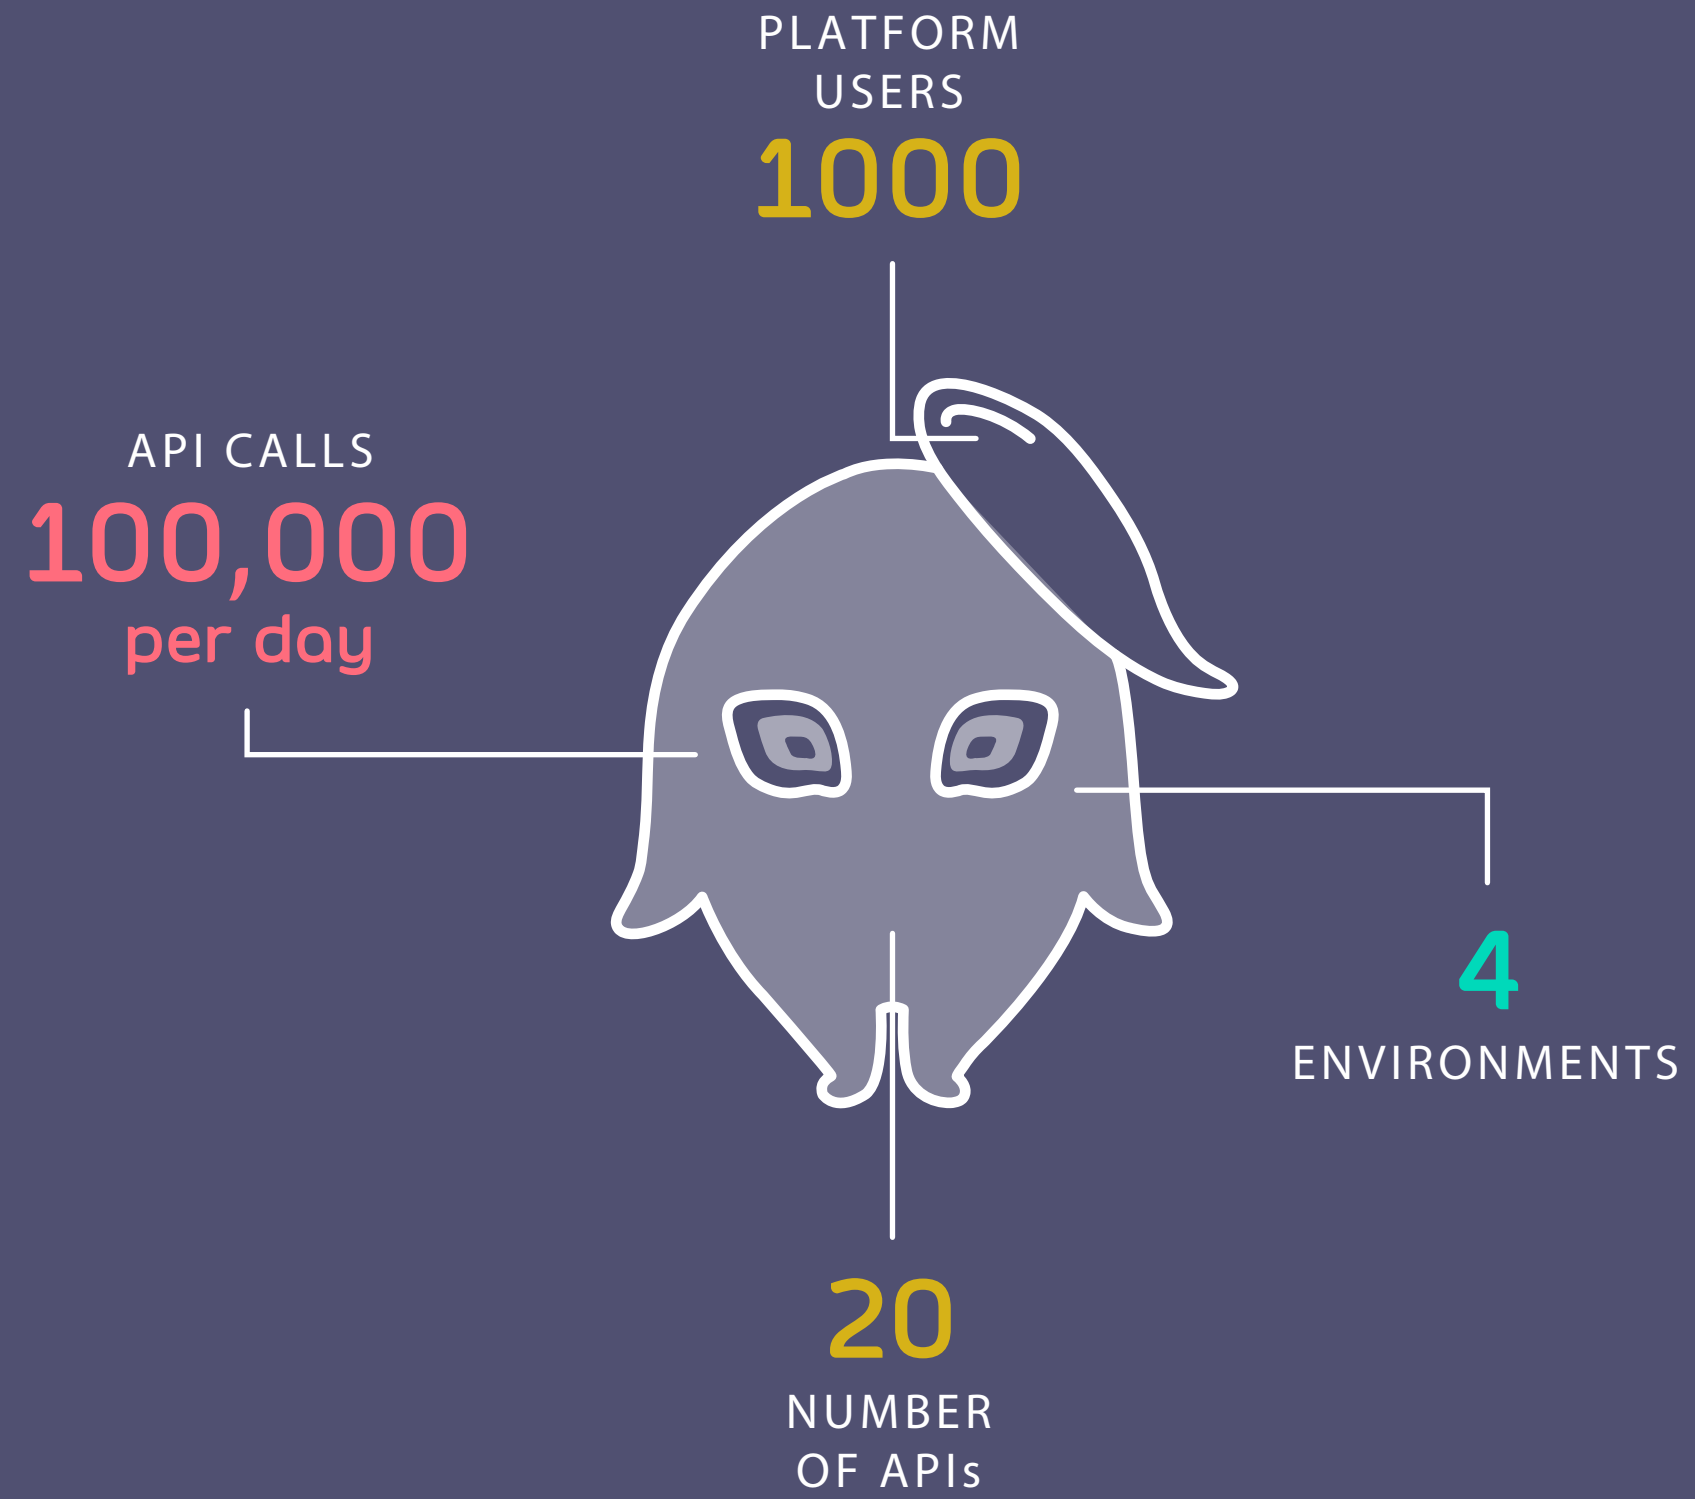 PLATFORM
USERS
1000
API CALLS
100,000
per day
4
ENVIRONMENTS
20
NUMBER
OF APIs